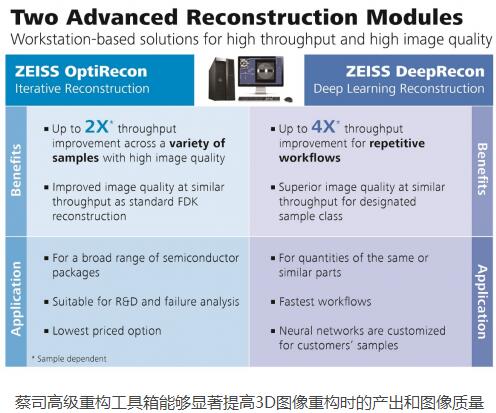 Two Advanced Reconstruction Modules
Workstation-based solutions for high throughput and high image quality
ZEISS OptiRecon
Iterative Reconstruction
ZEISS DeepRecon
Deep Learning Reconstruction
Benefits
▪ Up to 2X* throughput
improvement across a variety of
samples with high image quality
▪ Improved image quality at similar
throughput as standard FDK
reconstruction
▪ Up to 4X* throughput
improvement for repetitive
workflows
▪ Superior image quality at similar
throughput for designated
sample class
Benefits
Application
▪ For a broad range of semiconductor
packages
▪ Suitable for R&D and failure analysis
▪ Lowest priced option
* Sample dependent
▪ For quantities of the same or
similar parts
▪ Fastest workflows
▪ Neural networks are customized
for customers’ samples
Application
蔡司高级重构工具箱能够显著提高3D图像重构时的产出和图像质量